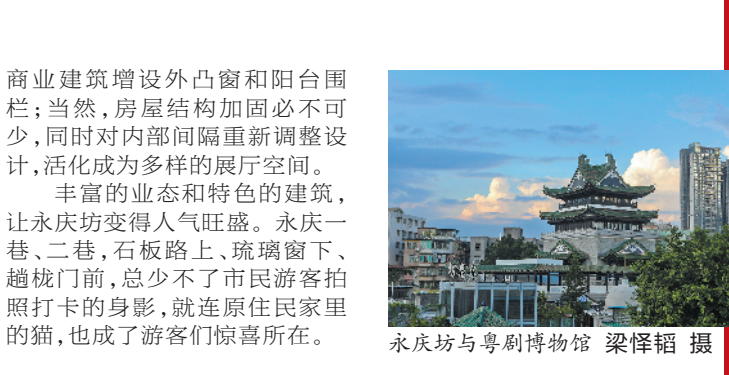 商业建筑增设外凸窗和阳台围
栏；当然，房屋结构加固必不可
少，同时对内部间隔重新调整设
计，活化成为多样的展厅空间。
丰富的业态和特色的建筑，
让永庆坊变得人气旺盛。永庆一
巷、二巷，石板路上、琉璃窗下、
趟栊门前，总少不了市民游客拍
照打卡的身影，就连原住民家里
的猫，也成了游客们惊喜所在。
永庆坊与粤剧博物馆 梁怿韬 摄